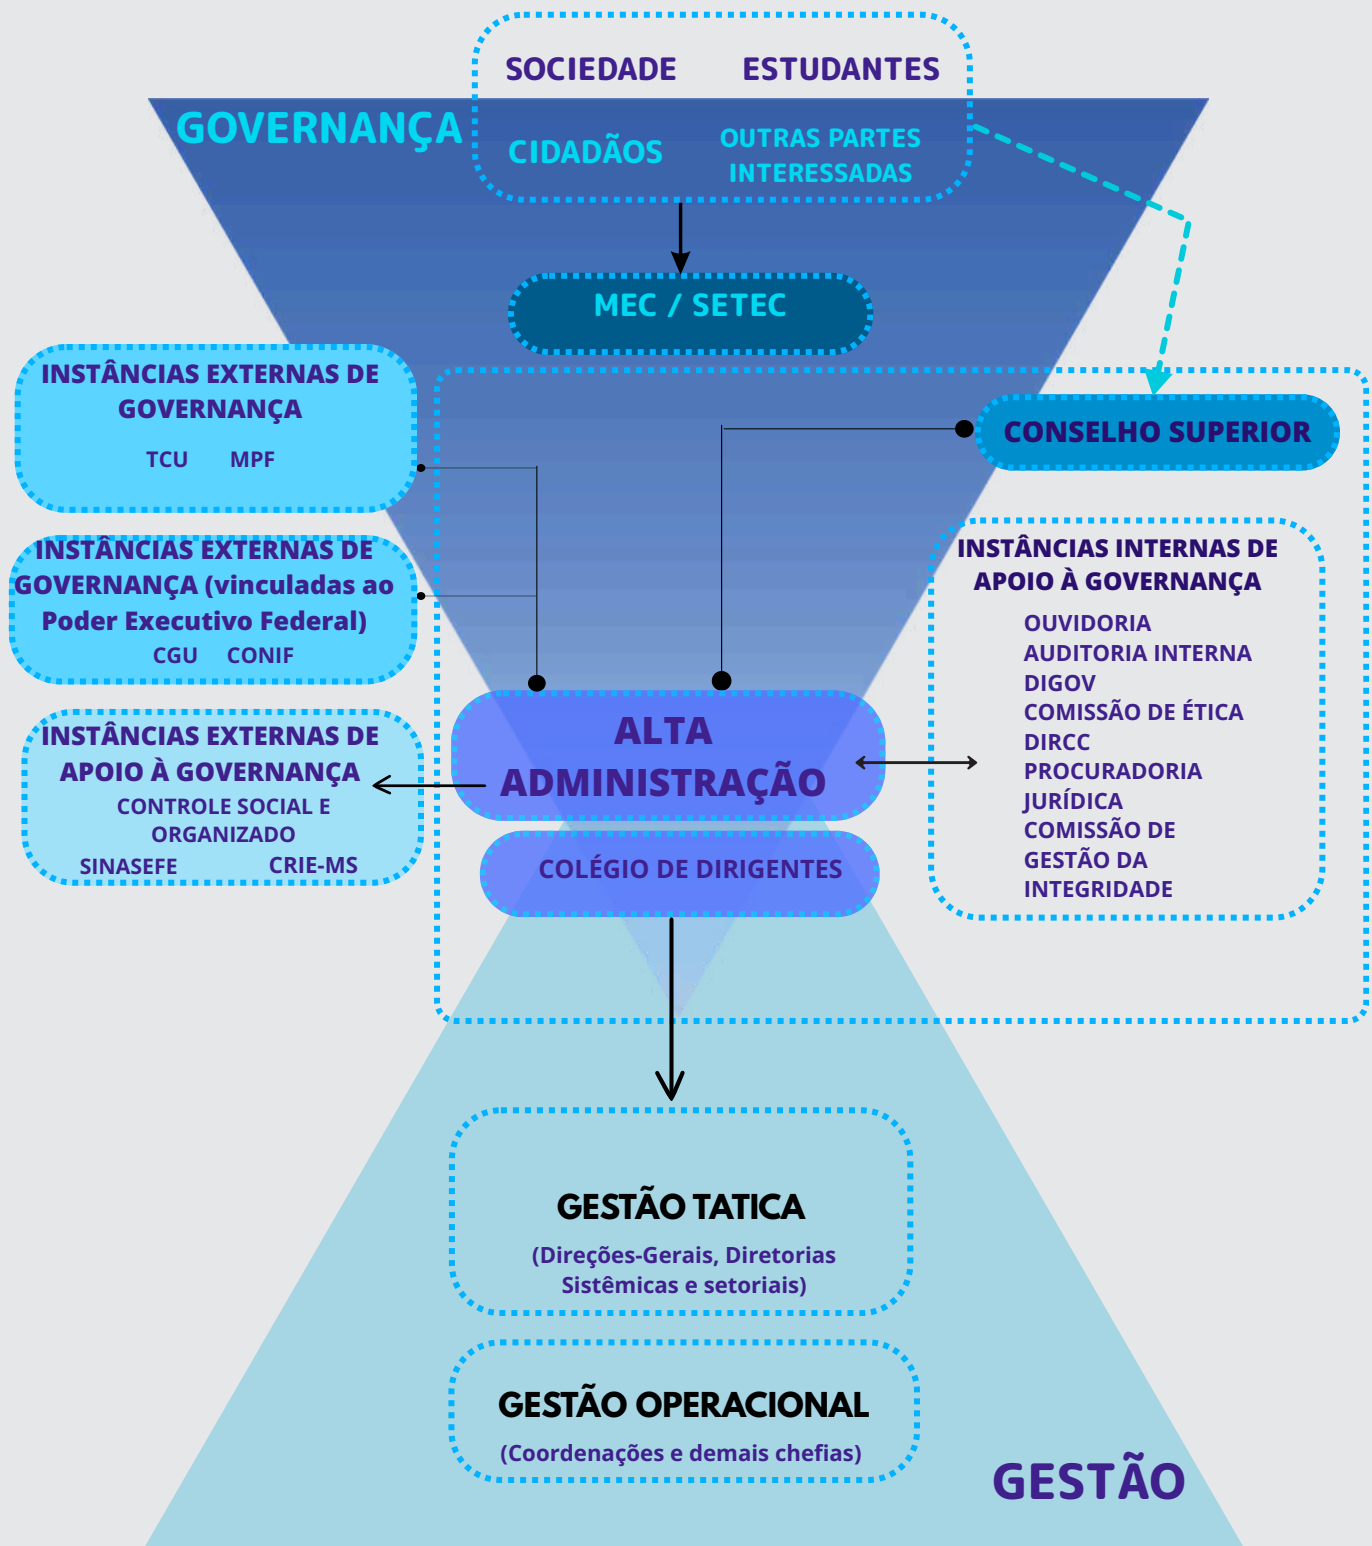 SOCIEDADE ESTUDANTES
GOVERNANÇA
CIDADÃOS
OUTRAS PARTES
INTERESSADAS
MEC / SETEC
INSTÂNCIAS EXTERNAS DE
GOVERNANÇA
TCU MPF
CONSELHO SUPERIOR
INSTÂNCIAS EXTERNAS DE
GOVERNANÇA (vinculadas ao
Poder Executivo Federal)
CGU CONIF
INSTÂNCIAS INTERNAS DE
APOIO À GOVERNANÇA
OUVIDORIA
AUDITORIA INTERNA
DIGOV
COMISSÃO DE ÉTICA
DIRCC
PROCURADORIA
JURÍDICA
COMISSÃO DE
GESTÃO DA
INTEGRIDADE
INSTÂNCIAS EXTERNAS DE
APOIO À GOVERNANÇA
CONTROLE SOCIAL E
ORGANIZADO
SINASEFE CRIE-MS
ALTA
ADMINISTRAÇÃO
COLÉGIO DE DIRIGENTES
GESTÃO TATICA
(Direções-Gerais, Diretorias
Sistêmicas e setoriais)
GESTÃO OPERACIONAL
(Coordenações e demais chefias)
GESTÃO